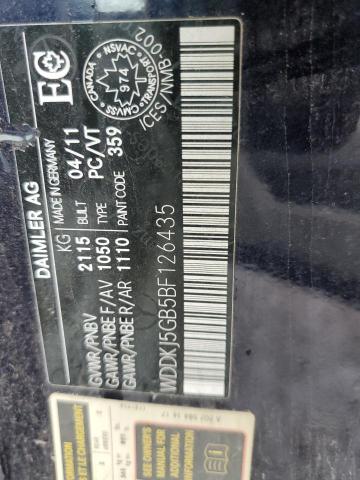 DAIMLER AG
MADE IN GERMANY
KG
GVWR/PNBV 2115 BUILT 04/11
GAWR/PNBE F/AV 1050 TYPE PC/VT
GAWR/PNBE R/AR 1110 PAINT CODE 359
WDDKJ5GB5BF126435
EC
CANADA
NSVAC
974
TRANSPORT
CMVSS
ICES/NMB-002
SEE OWNER'S
MANUAL FOR